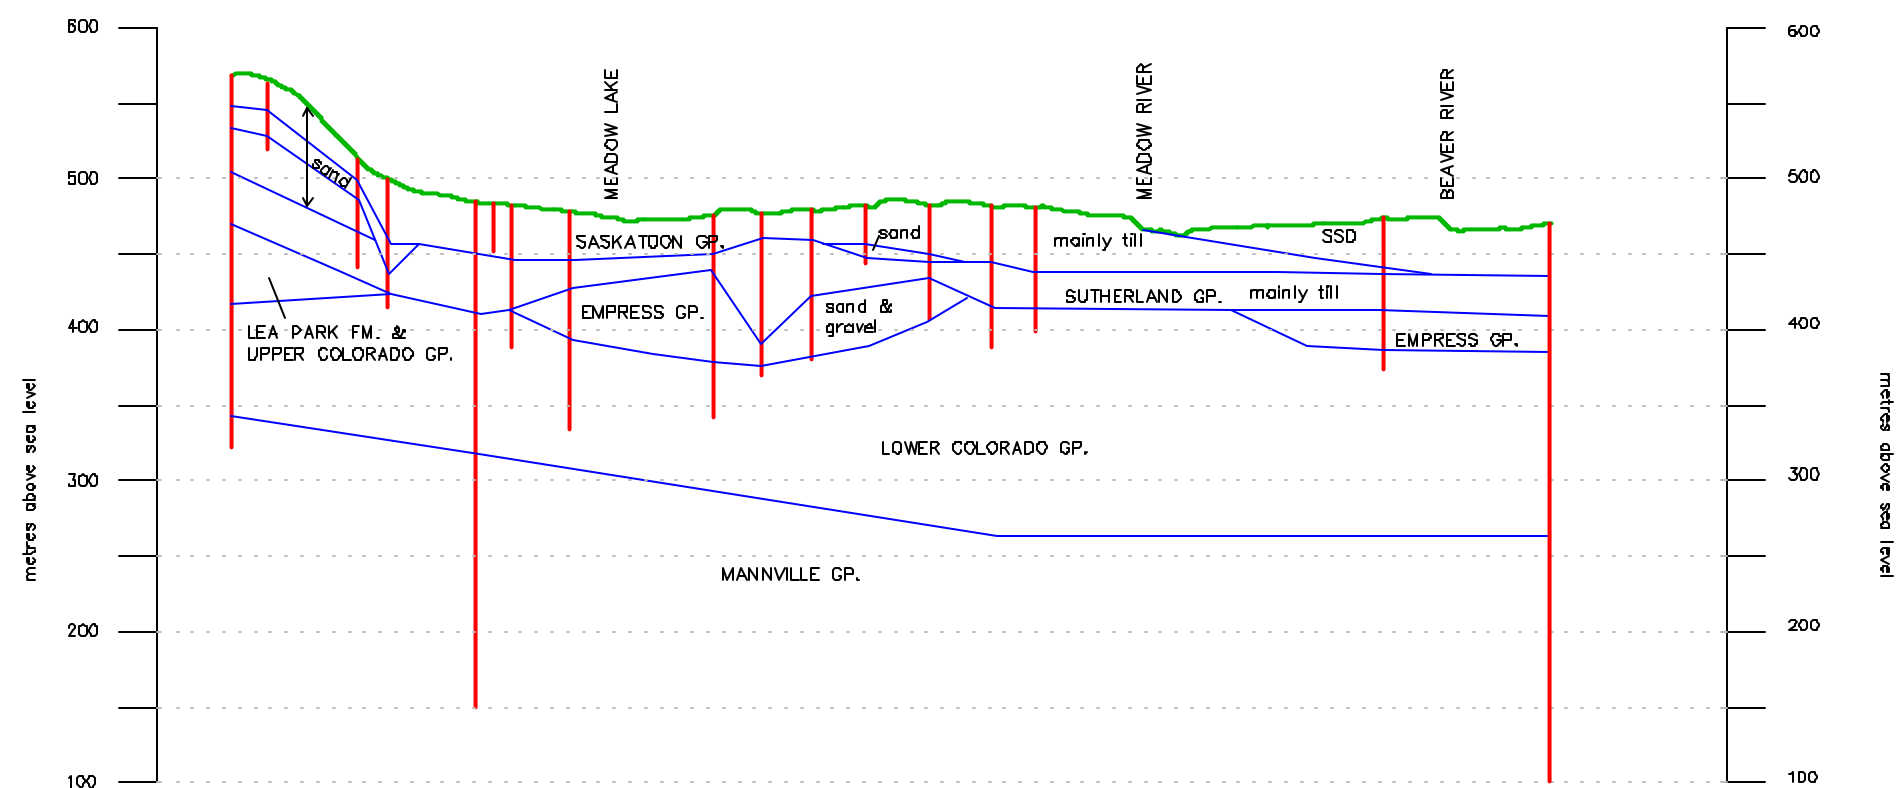 600
500
400
300
200
100
metres above sea level
MEADOW LAKE
MEADOW RIVER
BEAVER RIVER
sand
SASKATOON GP.
sand
mainly till
SSD
EMPRESS GP.
sand &
gravel
SUTHERLAND GP.
mainly till
EMPRESS GP.
LEA PARK FM. &
UPPER COLORADO GP.
LOWER COLORADO GP.
MANNVILLE GP.
600
500
400
300
200
100
metres above sea level